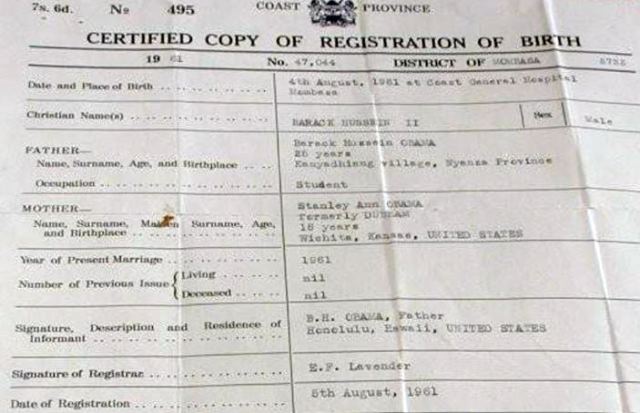 7s. 6d. No 495 COAST PROVINCE
CERTIFIED COPY OF REGISTRATION OF BIRTH
19 61 No. 47,044 DISTRICT OF MOMBASA 5733
Date and Place of Birth 4th August, 1961 at Coast General Hospital
Mombasa
Christian Name(s) BARACK HUSSEIN II Sex Male
FATHER— Barack Hussein OBAMA
Name, Surname, Age, and Birthplace 25 years
Kanyadhiang village, Nyanza Province
Occupation Student
MOTHER— Stanley Ann OBAMA
Name, Surname, Maiden Surname, Age, formerly DUNHAM
and Birthplace 18 years
Wichita, Kansas, UNITED STATES
Year of Present Marriage 1961
Number of Previous Issue { Living nil
Deceased nil
Signature, Description and Residence of B.H. OBAMA, Father
Informant Honolulu, Hawaii, UNITED STATES
Signature of Registrar E.F. Lavender
Date of Registration 5th August, 1961